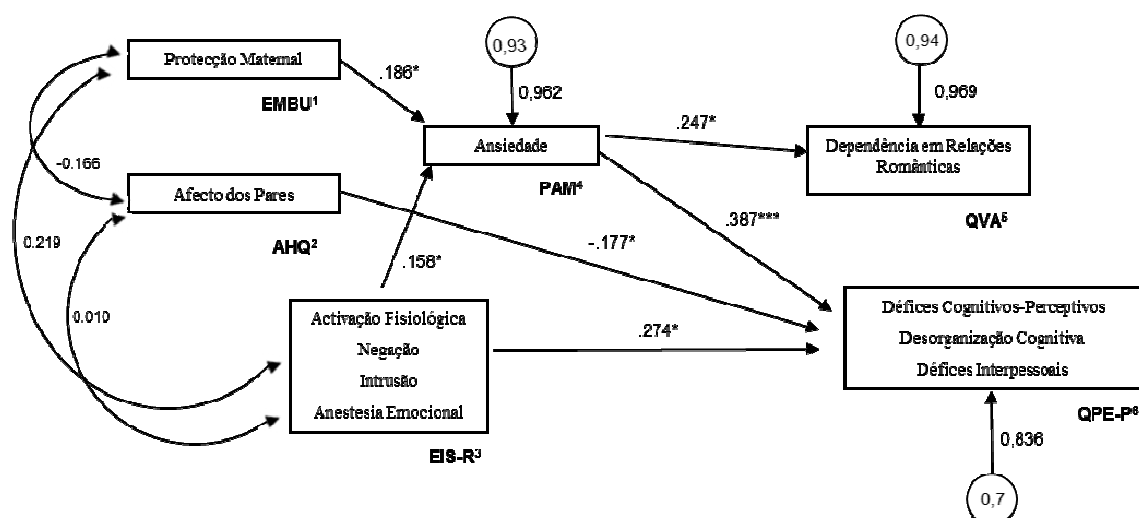 Protecção Maternal
EMBU¹
.186*
0,93
0,962
Ansiedade
PAM⁴
.247*
0,94
0,969
Dependência em Relações
Românticas
QVA⁵
-0.166
Afecto dos Pares
AHQ²
0.219
0.010
.158*
-.177*
.387***
Activação Fisiológica
Negação
Intrusão
Anestesia Emocional
EIS-R³
.274*
Défices Cognitivos-Perceptivos
Desorganização Cognitiva
Défices Interpessoais
QPE-P⁶
0,836
0,7